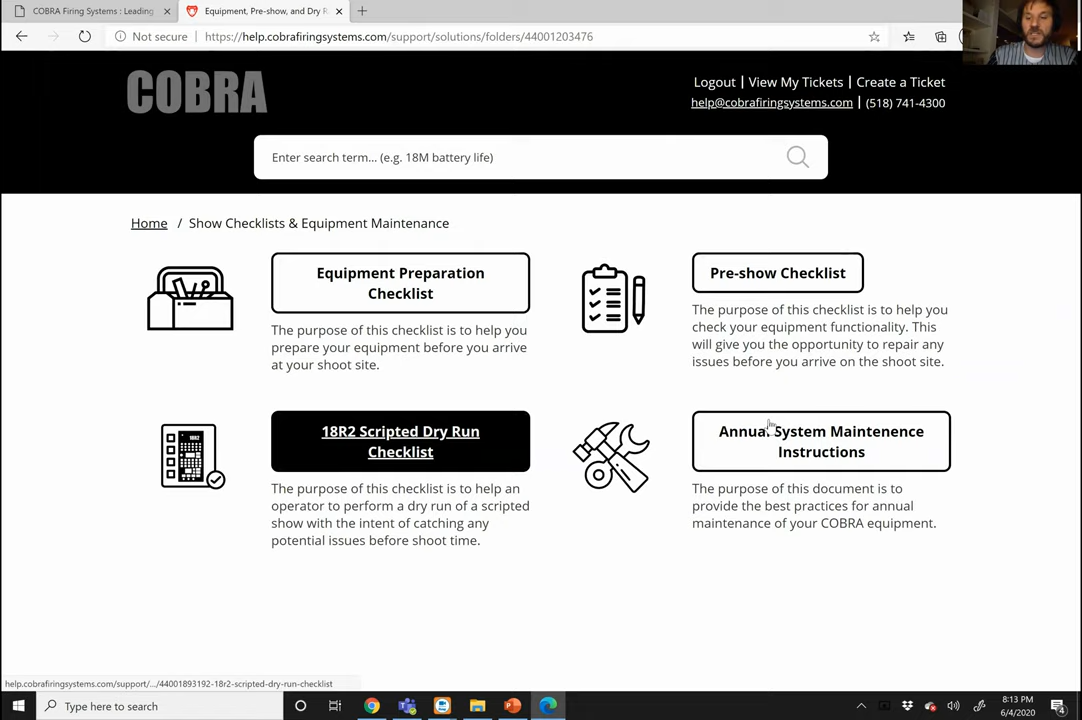 COBRA Firing Systems : Leading
Equipment, Pre-show, and Dry R
Not secure
https://help.cobrafiringsystems.com/support/solutions/folders/44001203476
COBRA
Logout | View My Tickets | Create a Ticket
help@cobrafiringsystems.com | (518) 741-4300
Enter search term... (e.g. 18M battery life)
Home / Show Checklists & Equipment Maintenance
Equipment Preparation
Checklist
The purpose of this checklist is to help you
prepare your equipment before you arrive
at your shoot site.
Pre-show Checklist
The purpose of this checklist is to help you
check your equipment functionality. This
will give you the opportunity to repair any
issues before you arrive on the shoot site.
18R2 Scripted Dry Run
Checklist
The purpose of this checklist is to help an
operator to perform a dry run of a scripted
show with the intent of catching any
potential issues before shoot time.
Annual System Maintenence
Instructions
The purpose of this document is to
provide the best practices for annual
maintenance of your COBRA equipment.
help.cobrafiringsystems.com/support/.../44001893192-18r2-scripted-dry-run-checklist
Type here to search
8:13 PM
6/4/2020
4